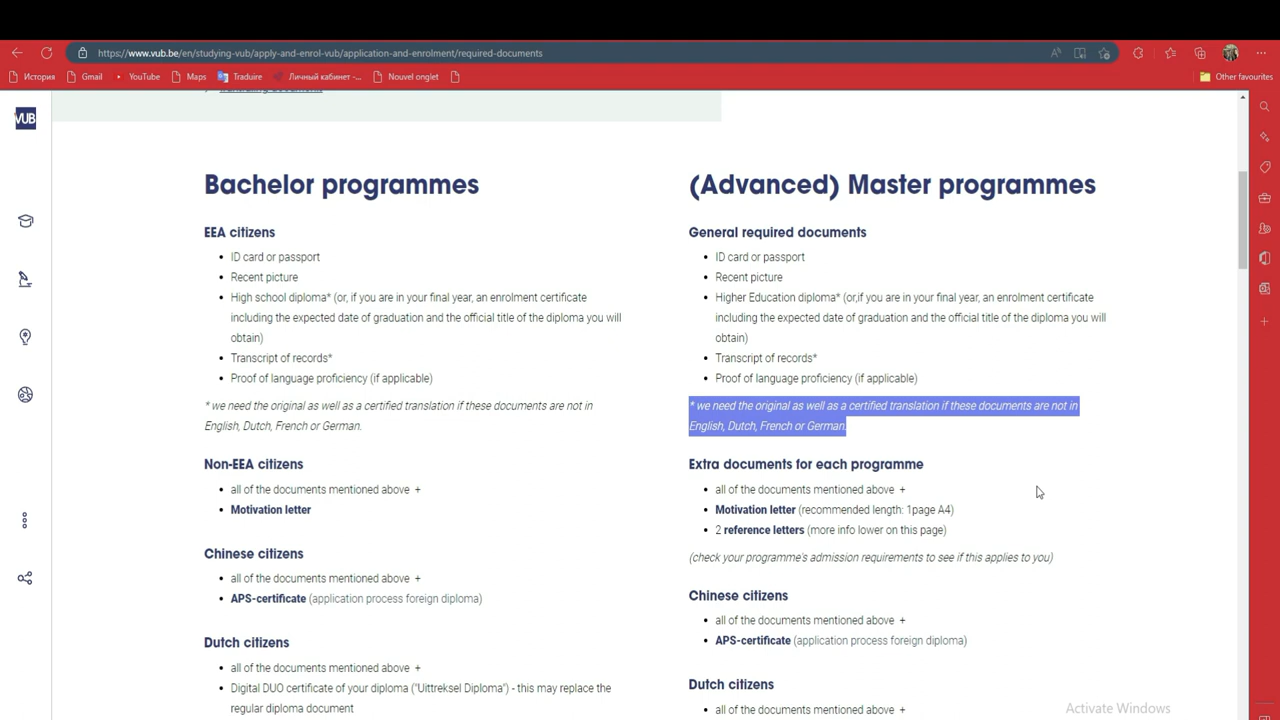 https://www.vub.be/en/studying-vub/apply-and-enrol-vub/application-and-enrolment/required-documents
История
Gmail
YouTube
Maps
Traduire
Личный кабинет -...
Nouvel onglet
Other favourites
VUB
Bachelor programmes
EEA citizens
• ID card or passport
• Recent picture
• High school diploma* (or, if you are in your final year, an enrolment certificate
including the expected date of graduation and the official title of the diploma you will
obtain)
• Transcript of records*
• Proof of language proficiency (if applicable)
* we need the original as well as a certified translation if these documents are not in
English, Dutch, French or German.
Non-EEA citizens
• all of the documents mentioned above +
• Motivation letter
Chinese citizens
• all of the documents mentioned above +
• APS-certificate (application process foreign diploma)
Dutch citizens
• all of the documents mentioned above +
• Digital DUO certificate of your diploma ("Uittreksel Diploma") - this may replace the
regular diploma document
(Advanced) Master programmes
General required documents
• ID card or passport
• Recent picture
• Higher Education diploma* (or,if you are in your final year, an enrolment certificate
including the expected date of graduation and the official title of the diploma you will
obtain)
• Transcript of records*
• Proof of language proficiency (if applicable)
* we need the original as well as a certified translation if these documents are not in
English, Dutch, French or German.
Extra documents for each programme
• all of the documents mentioned above +
• Motivation letter (recommended length: 1page A4)
• 2 reference letters (more info lower on this page)
(check your programme's admission requirements to see if this applies to you)
Chinese citizens
• all of the documents mentioned above +
• APS-certificate (application process foreign diploma)
Dutch citizens
• all of the documents mentioned above +
Activate Windows